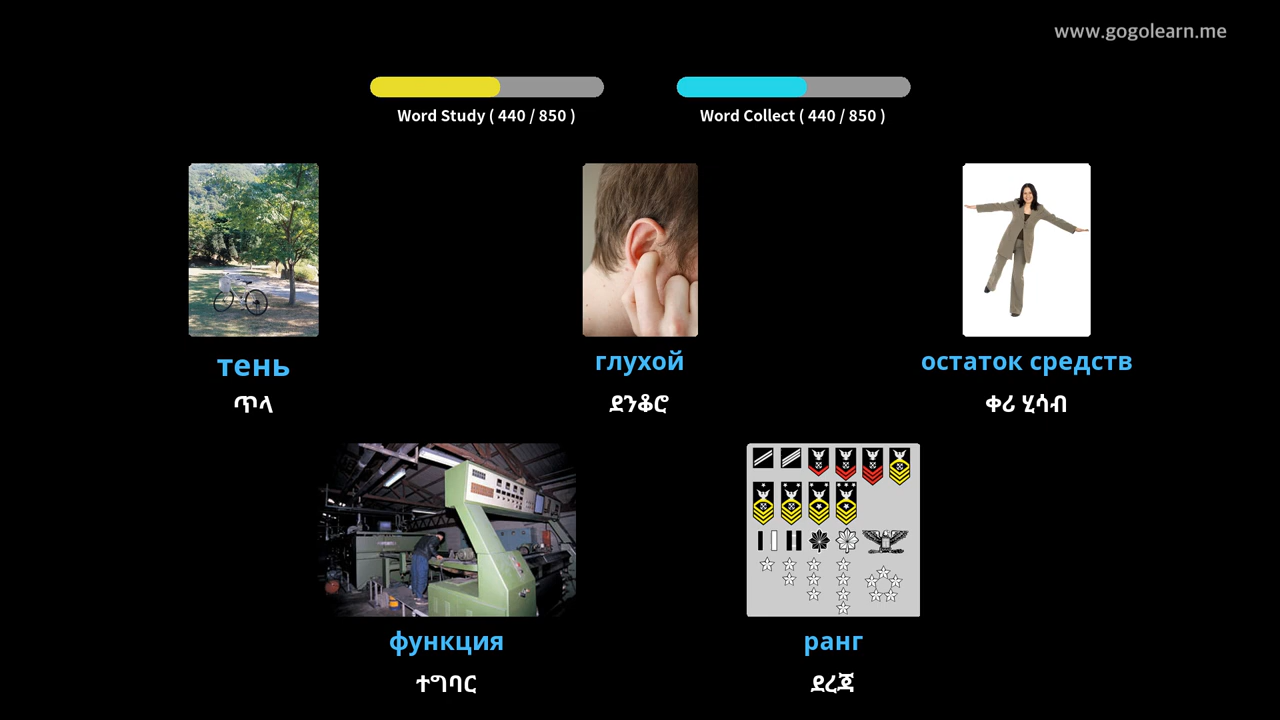 www.gogolearn.me
Word Study ( 440 / 850 )
Word Collect ( 440 / 850 )
тень
ጥላ
глухой
ደንቆሮ
остаток средств
ቀሪ ሂሳብ
функция
ተግባር
ранг
ደረጃ